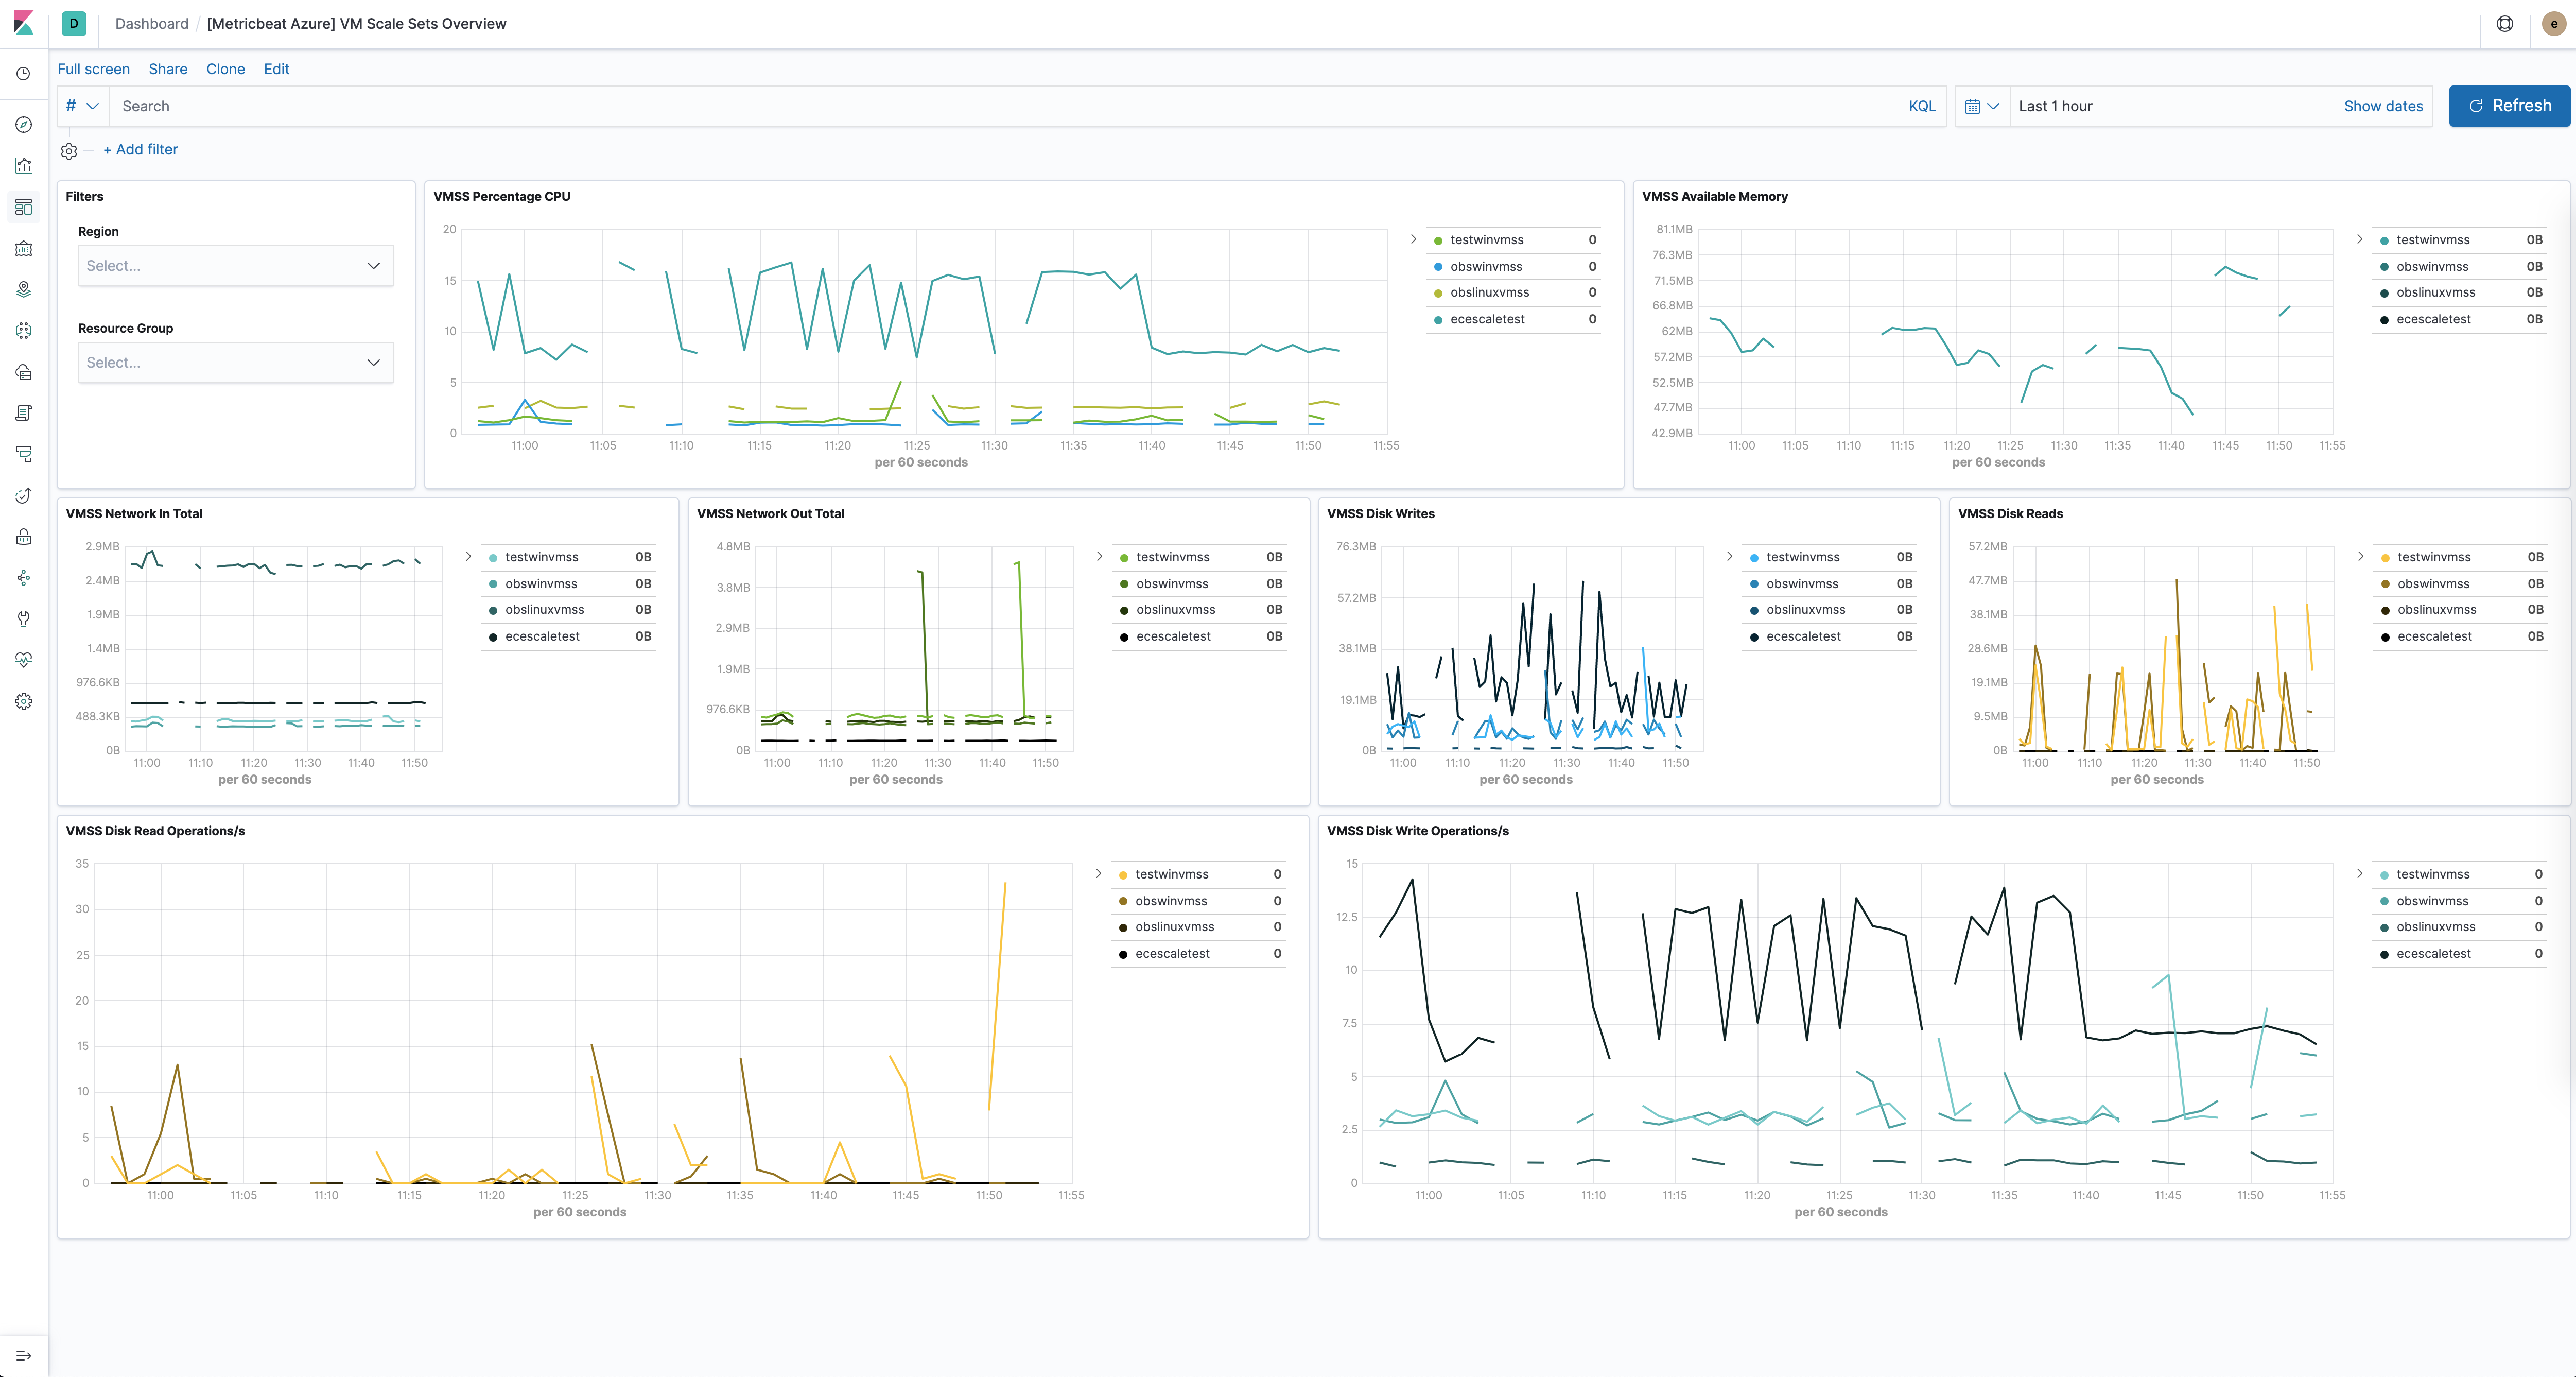 D Dashboard / [Metricbeat Azure] VM Scale Sets Overview e
Full screen Share Clone Edit
# Search KQL Last 1 hour Show dates Refresh
+ Add filter
Filters
Region
Select...
Resource Group
Select...
VMSS Percentage CPU
20
15
10
5
0
11:00 11:05 11:10 11:15 11:20 11:25 11:30 11:35 11:40 11:45 11:50 11:55
per 60 seconds
testwinvmss 0
obswinvmss 0
obslinuxvmss 0
ecescaletest 0
VMSS Available Memory
81.1MB
76.3MB
71.5MB
66.8MB
62MB
57.2MB
52.5MB
47.7MB
42.9MB
11:00 11:05 11:10 11:15 11:20 11:25 11:30 11:35 11:40 11:45 11:50 11:55
per 60 seconds
testwinvmss 0B
obswinvmss 0B
obslinuxvmss 0B
ecescaletest 0B
VMSS Network In Total
2.9MB
2.4MB
1.9MB
1.4MB
976.6KB
488.3KB
0B
11:00 11:10 11:20 11:30 11:40 11:50
per 60 seconds
testwinvmss 0B
obswinvmss 0B
obslinuxvmss 0B
ecescaletest 0B
VMSS Network Out Total
4.8MB
3.8MB
2.9MB
1.9MB
976.6KB
0B
11:00 11:10 11:20 11:30 11:40 11:50
per 60 seconds
testwinvmss 0B
obswinvmss 0B
obslinuxvmss 0B
ecescaletest 0B
VMSS Disk Writes
76.3MB
57.2MB
38.1MB
19.1MB
0B
11:00 11:10 11:20 11:30 11:40 11:50
per 60 seconds
testwinvmss 0B
obswinvmss 0B
obslinuxvmss 0B
ecescaletest 0B
VMSS Disk Reads
57.2MB
47.7MB
38.1MB
28.6MB
19.1MB
9.5MB
0B
11:00 11:10 11:20 11:30 11:40 11:50
per 60 seconds
testwinvmss 0B
obswinvmss 0B
obslinuxvmss 0B
ecescaletest 0B
VMSS Disk Read Operations/s
35
30
25
20
15
10
5
0
11:00 11:05 11:10 11:15 11:20 11:25 11:30 11:35 11:40 11:45 11:50 11:55
per 60 seconds
testwinvmss 0
obswinvmss 0
obslinuxvmss 0
ecescaletest 0
VMSS Disk Write Operations/s
15
12.5
10
7.5
5
2.5
0
11:00 11:05 11:10 11:15 11:20 11:25 11:30 11:35 11:40 11:45 11:50 11:55
per 60 seconds
testwinvmss 0
obswinvmss 0
obslinuxvmss 0
ecescaletest 0